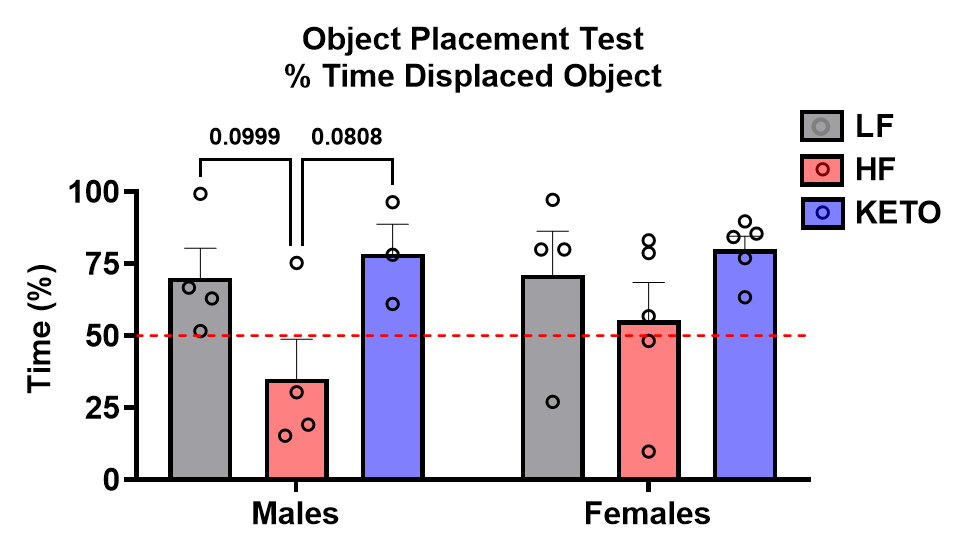 Object Placement Test
% Time Displaced Object
LF
HF
KETO
0.0999 0.0808
Time (%)
100
75
50
25
0
Males Females